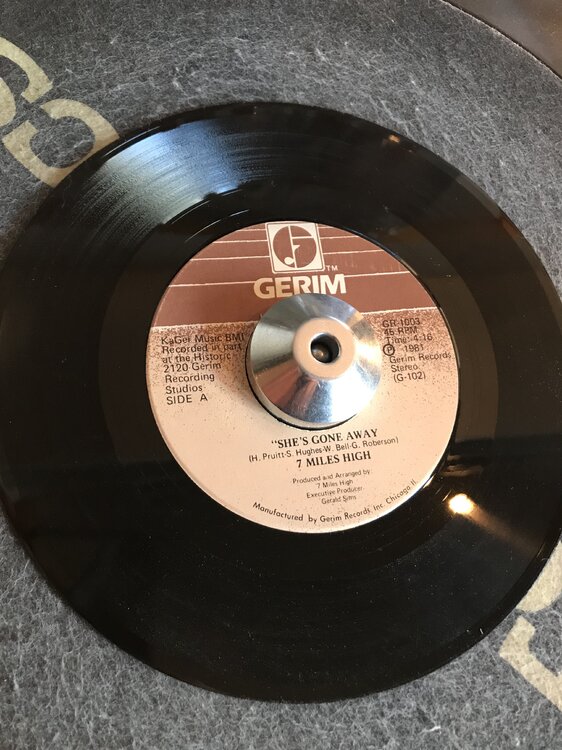 TM
GERIM
KaGer Music BMI
Recorded in part
at the Historic
2120 Gerim
Recording
Studios
SIDE A
GR-1003
45 RPM
Time: 4:16
Ⓟ 1981
Gerim Records
Stereo
(G-102)
"SHE'S GONE AWAY
(H. Pruitt-S. Hughes-W. Bell-G. Roberson)
7 MILES HIGH
Produced and Arranged by:
7 Miles High
Executive Producer:
Gerald Sims
Manufactured by Gerim Records Inc. Chicago Il.